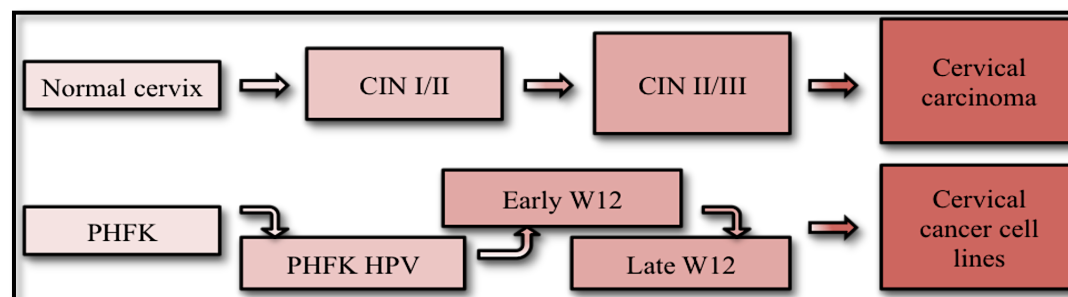 Normal cervix
CIN I/II
CIN II/III
Cervical
carcinoma
PHFK
PHFK HPV
Early W12
Late W12
Cervical
cancer cell
lines